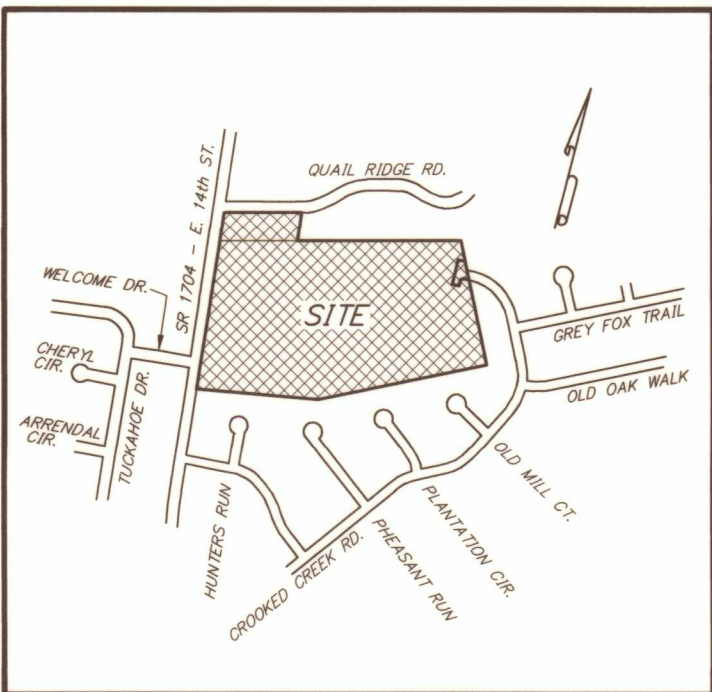 QUAIL RIDGE RD.
SR 1704 - E. 14th ST.
WELCOME DR.
SITE
GREY FOX TRAIL
CHERYL
CIR.
OLD OAK WALK
TUCKAHOE DR.
ARRENDAL
CIR.
OLD MILL CT.
PLANTATION CIR.
HUNTERS RUN
PHEASANT RUN
CROOKED CREEK RD.